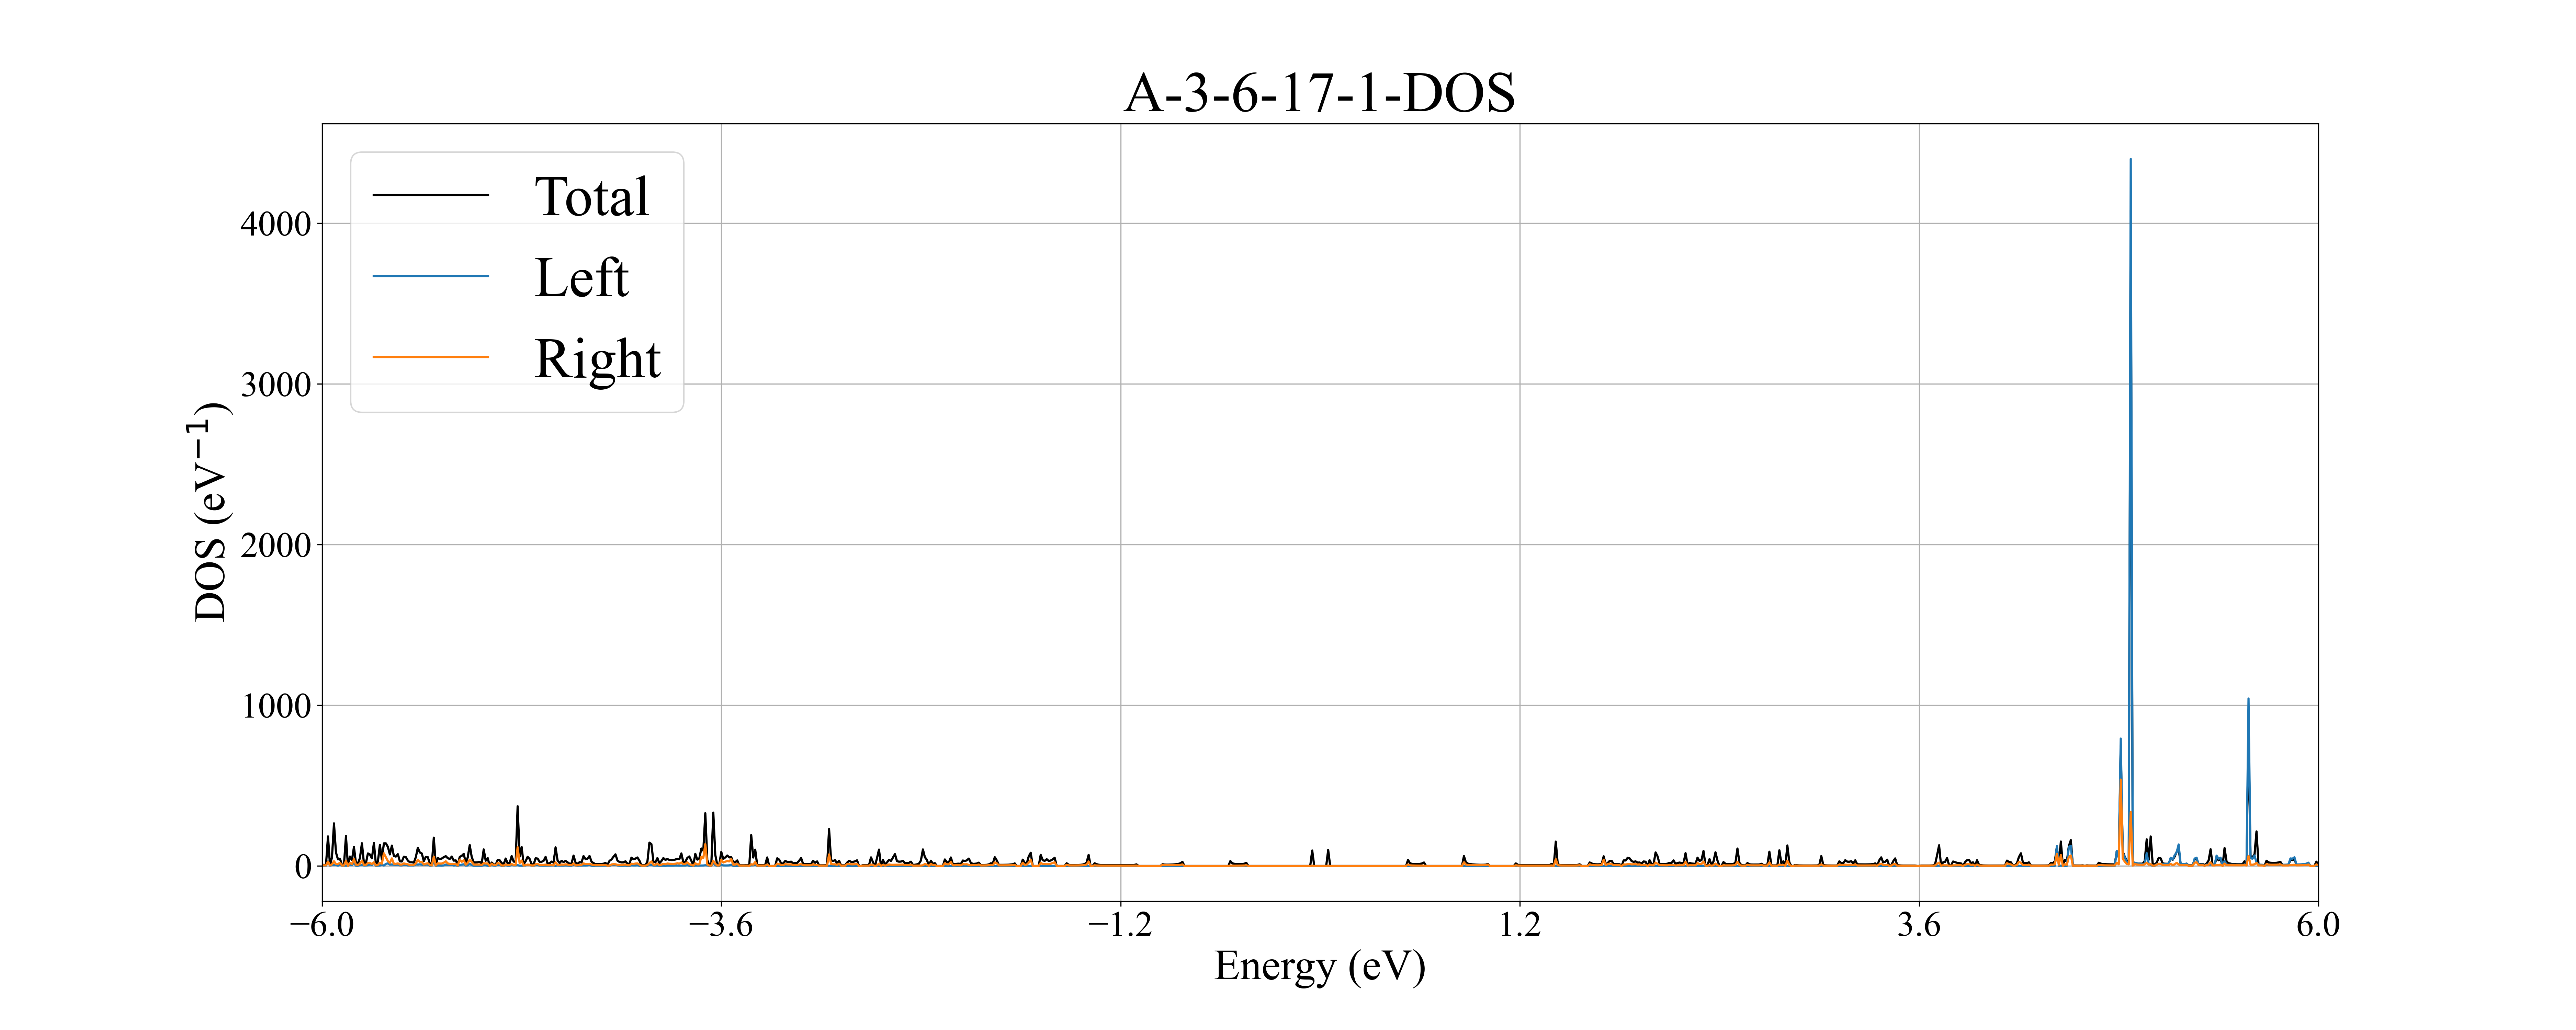 A-3-6-17-1-DOS
Total
Left
Right
DOS (eV⁻¹)
4000
3000
2000
1000
0
−6.0
−3.6
−1.2
1.2
3.6
6.0
Energy (eV)